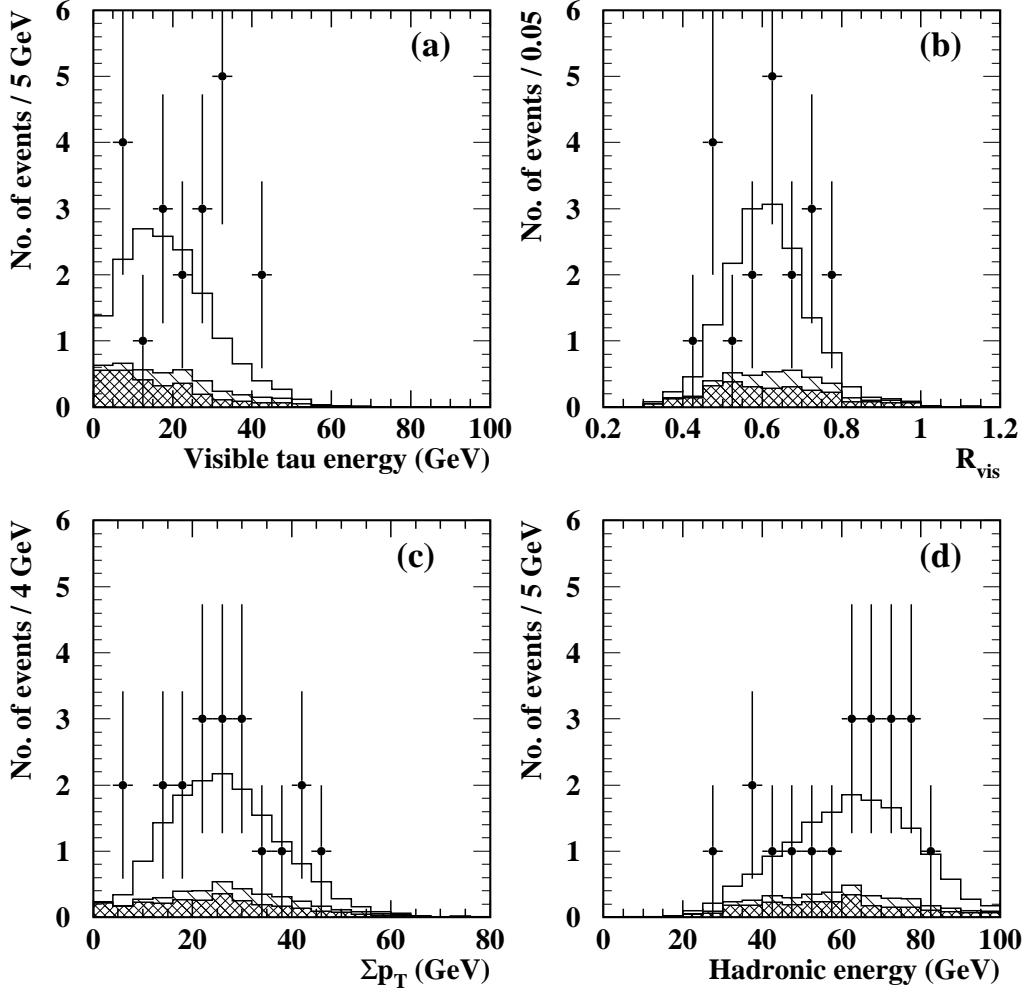 (a)
No. of events / 5 GeV
6
5
4
3
2
1
0
0 20 40 60 80 100
Visible tau energy (GeV)
(b)
No. of events / 0.05
6
5
4
3
2
1
0
0.2 0.4 0.6 0.8 1 1.2
R_vis
(c)
No. of events / 4 GeV
6
5
4
3
2
1
0
0 20 40 60 80
Σp_T (GeV)
(d)
No. of events / 5 GeV
6
5
4
3
2
1
0
0 20 40 60 80 100
Hadronic energy (GeV)